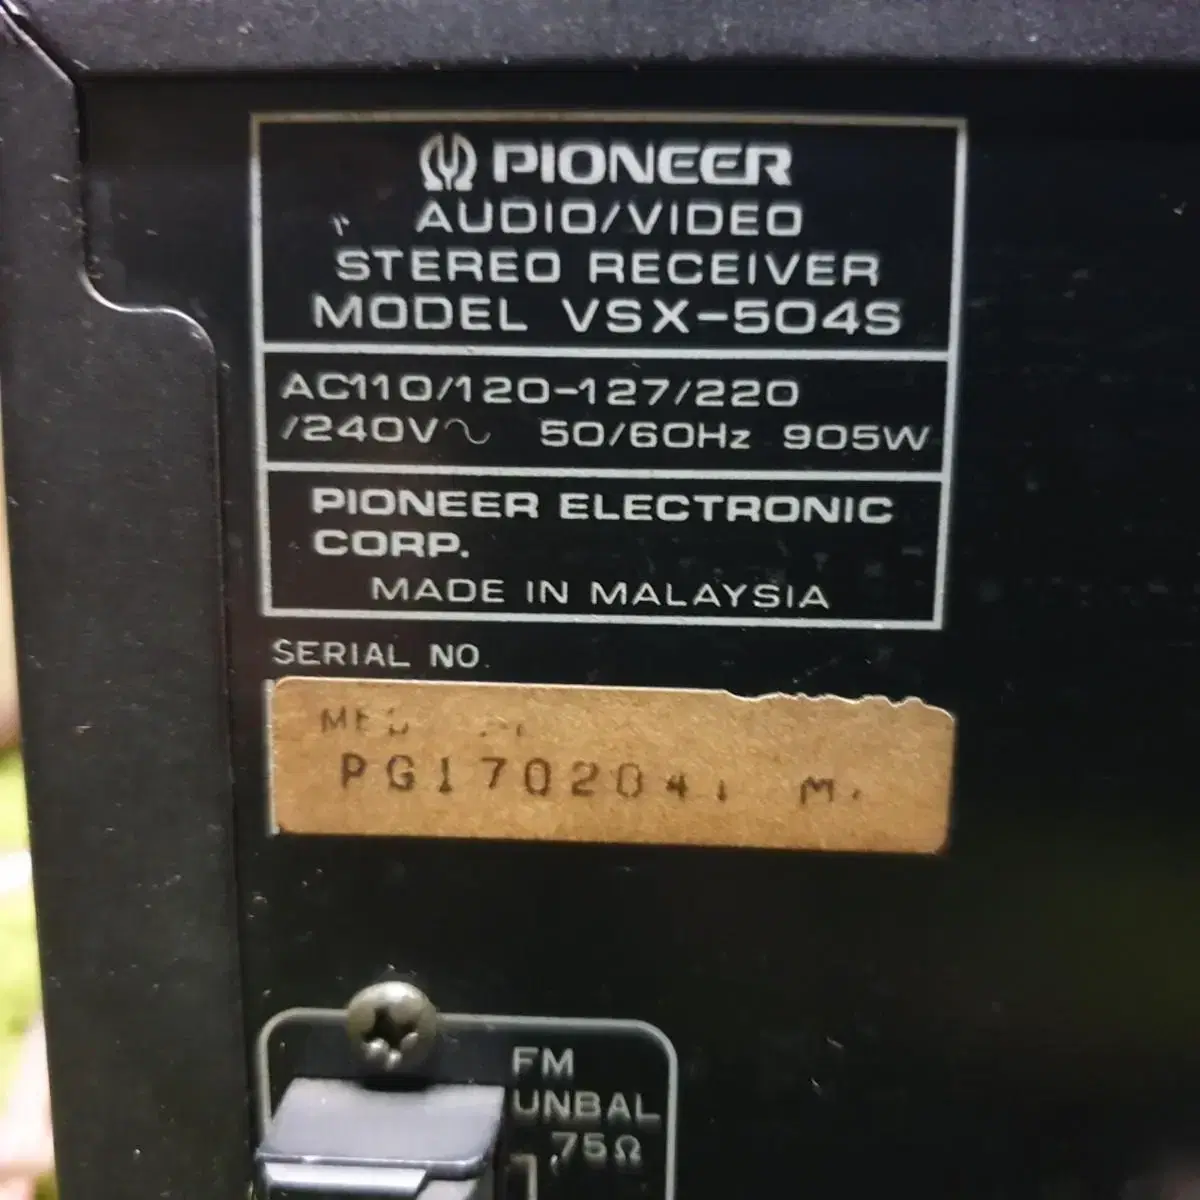 PIONEER
AUDIO/VIDEO
STEREO RECEIVER
MODEL VSX-504S
AC110/120-127/220
/240V~ 50/60Hz 905W
PIONEER ELECTRONIC
CORP.
MADE IN MALAYSIA
SERIAL NO.
FM
UNBAL
75Ω